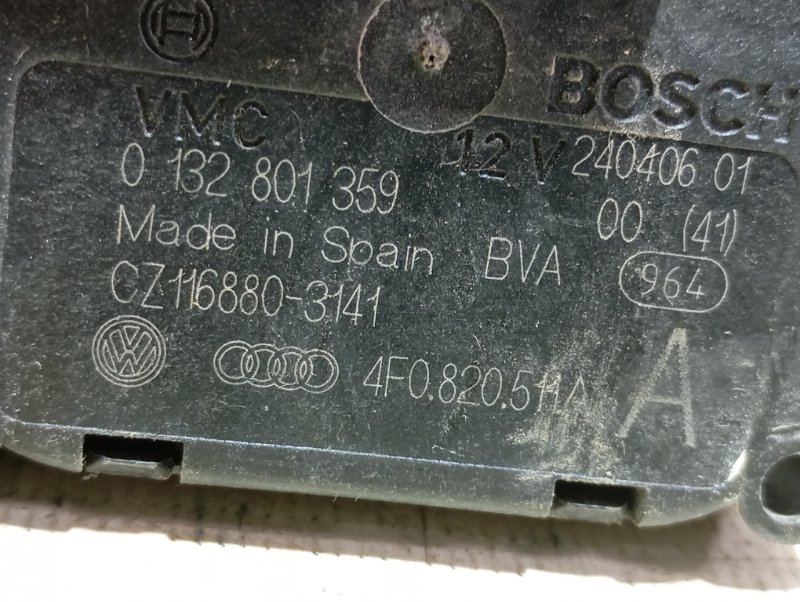 BOSCH
VMC 12 V 240406 01
0 132 801 359 00 (41)
Made in Spain BVA 964
CZ116880-3141
4F0.820.511A A